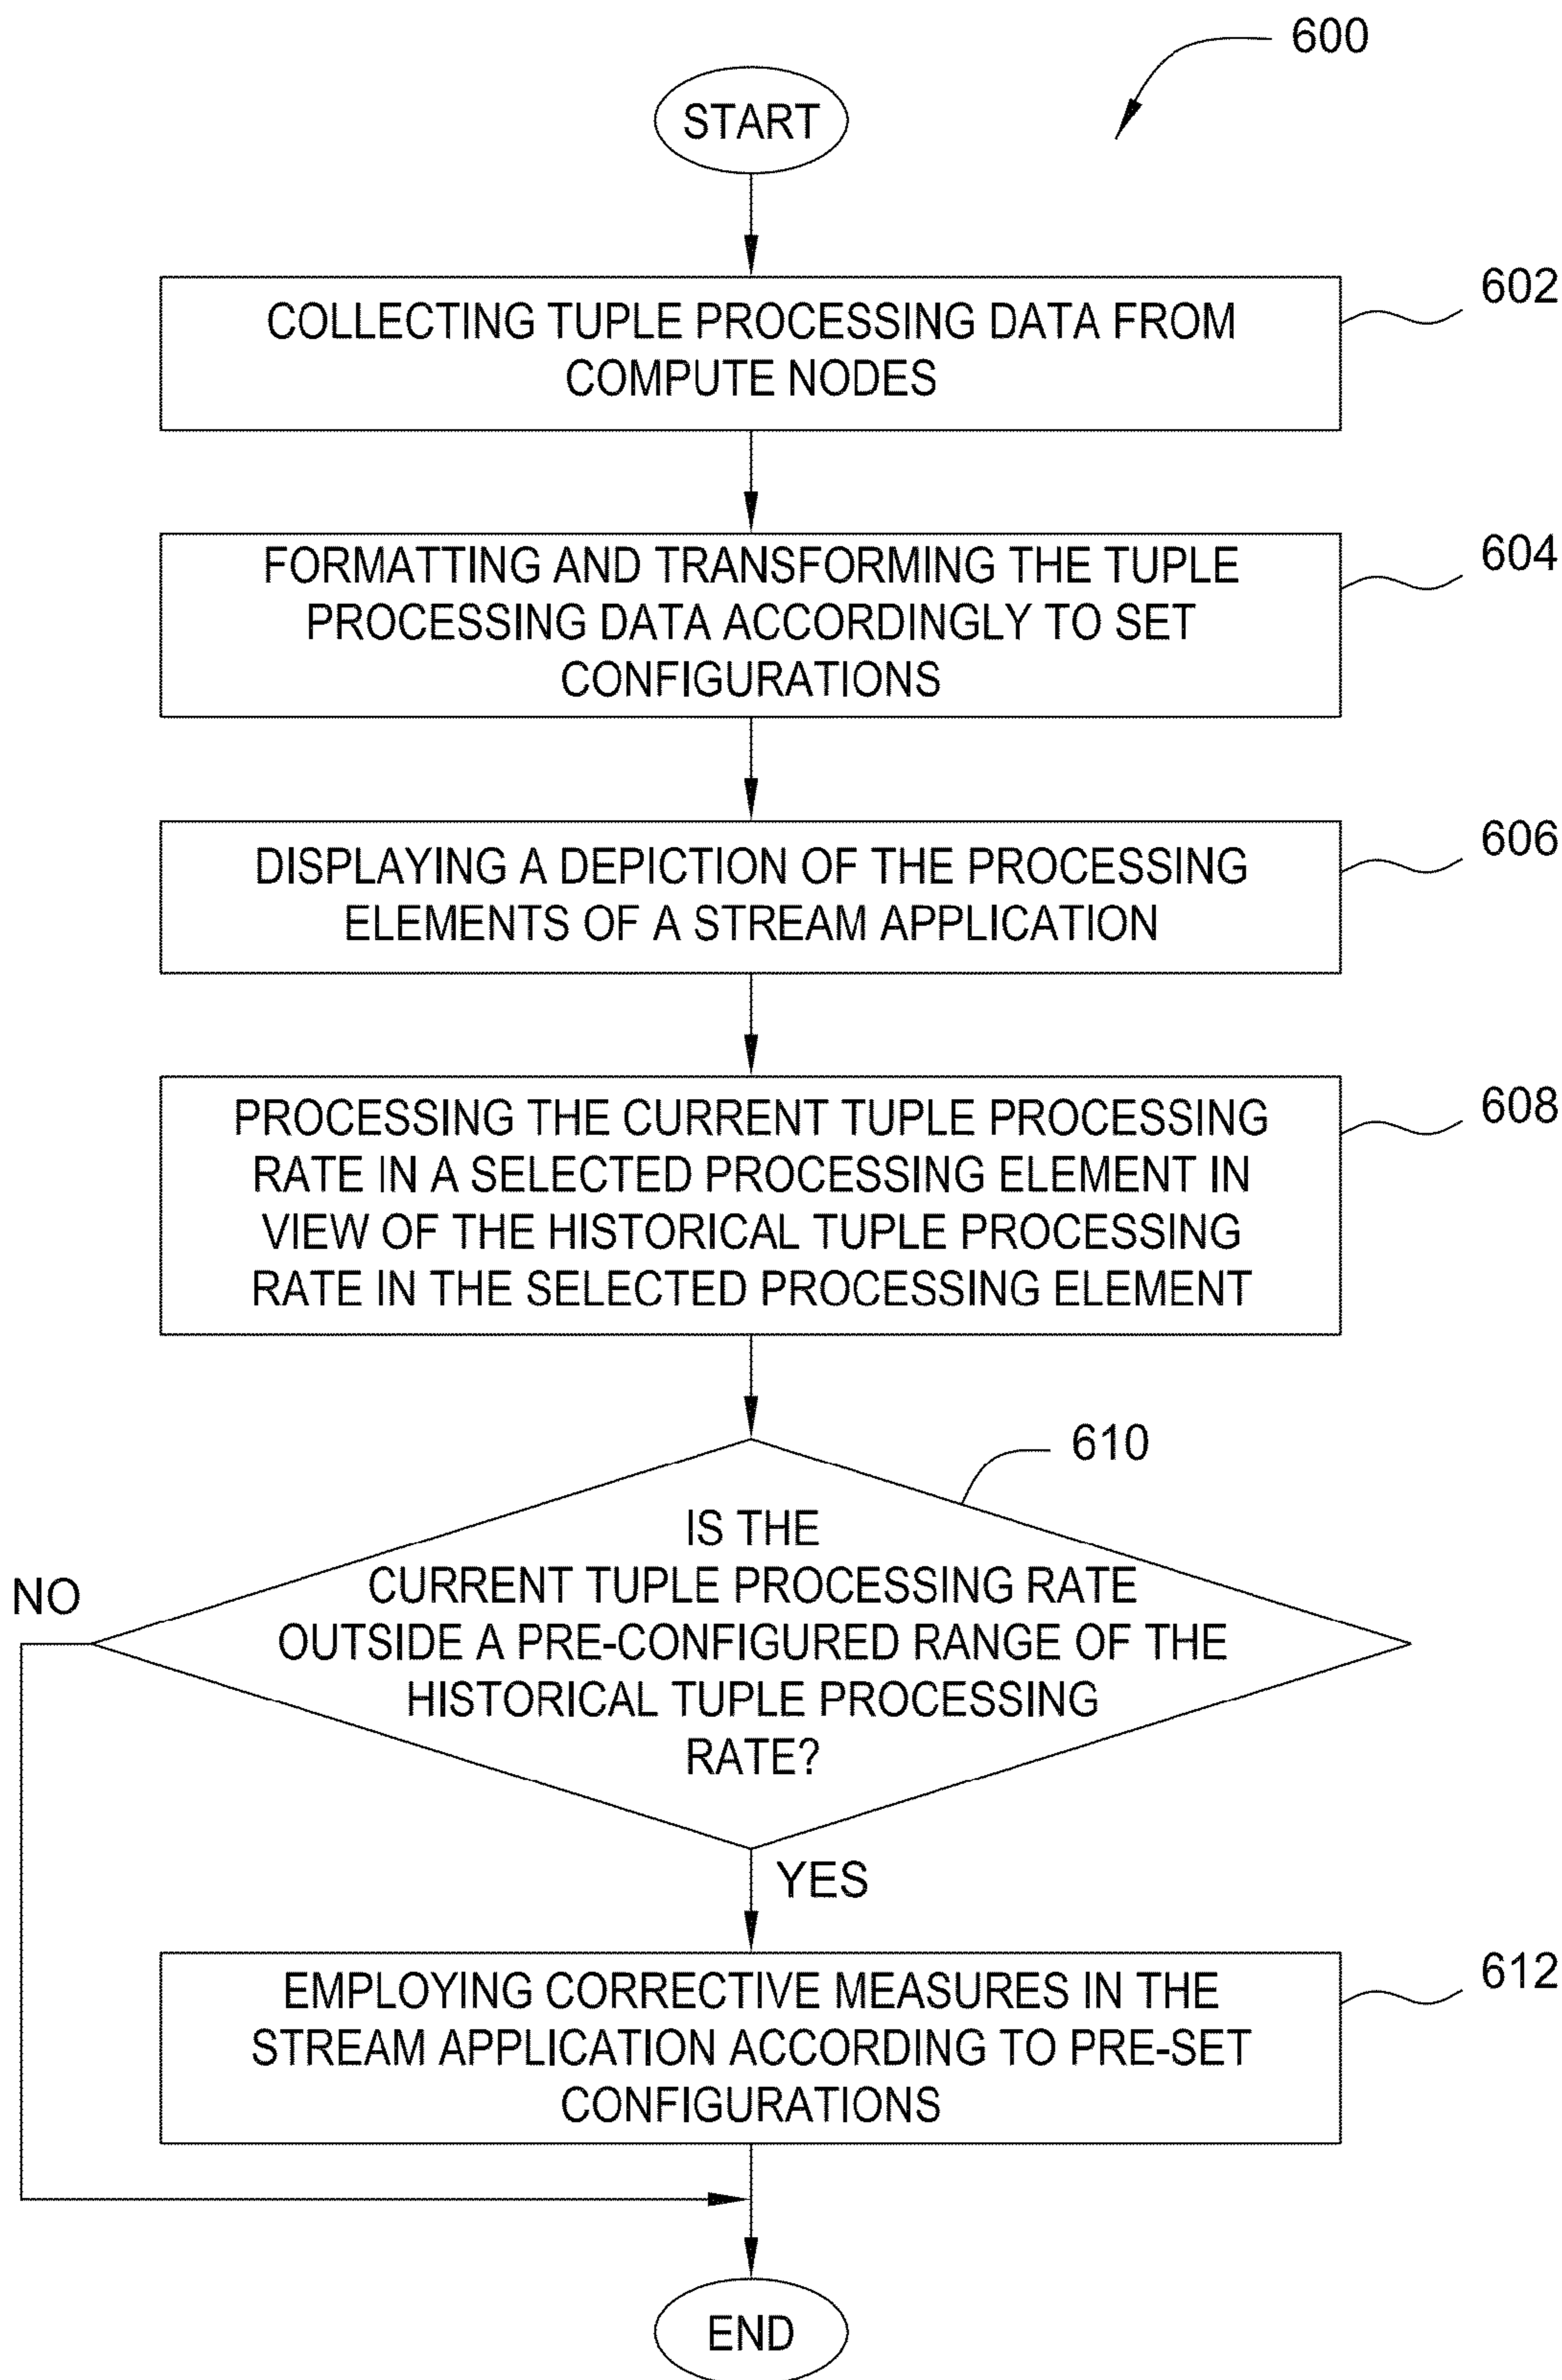 600
START
602
COLLECTING TUPLE PROCESSING DATA FROM
COMPUTE NODES
604
FORMATTING AND TRANSFORMING THE TUPLE
PROCESSING DATA ACCORDINGLY TO SET
CONFIGURATIONS
606
DISPLAYING A DEPICTION OF THE PROCESSING
ELEMENTS OF A STREAM APPLICATION
608
PROCESSING THE CURRENT TUPLE PROCESSING
RATE IN A SELECTED PROCESSING ELEMENT IN
VIEW OF THE HISTORICAL TUPLE PROCESSING
RATE IN THE SELECTED PROCESSING ELEMENT
610
IS THE
CURRENT TUPLE PROCESSING RATE
OUTSIDE A PRE-CONFIGURED RANGE OF THE
HISTORICAL TUPLE PROCESSING
RATE?
NO
YES
612
EMPLOYING CORRECTIVE MEASURES IN THE
STREAM APPLICATION ACCORDING TO PRE-SET
CONFIGURATIONS
END